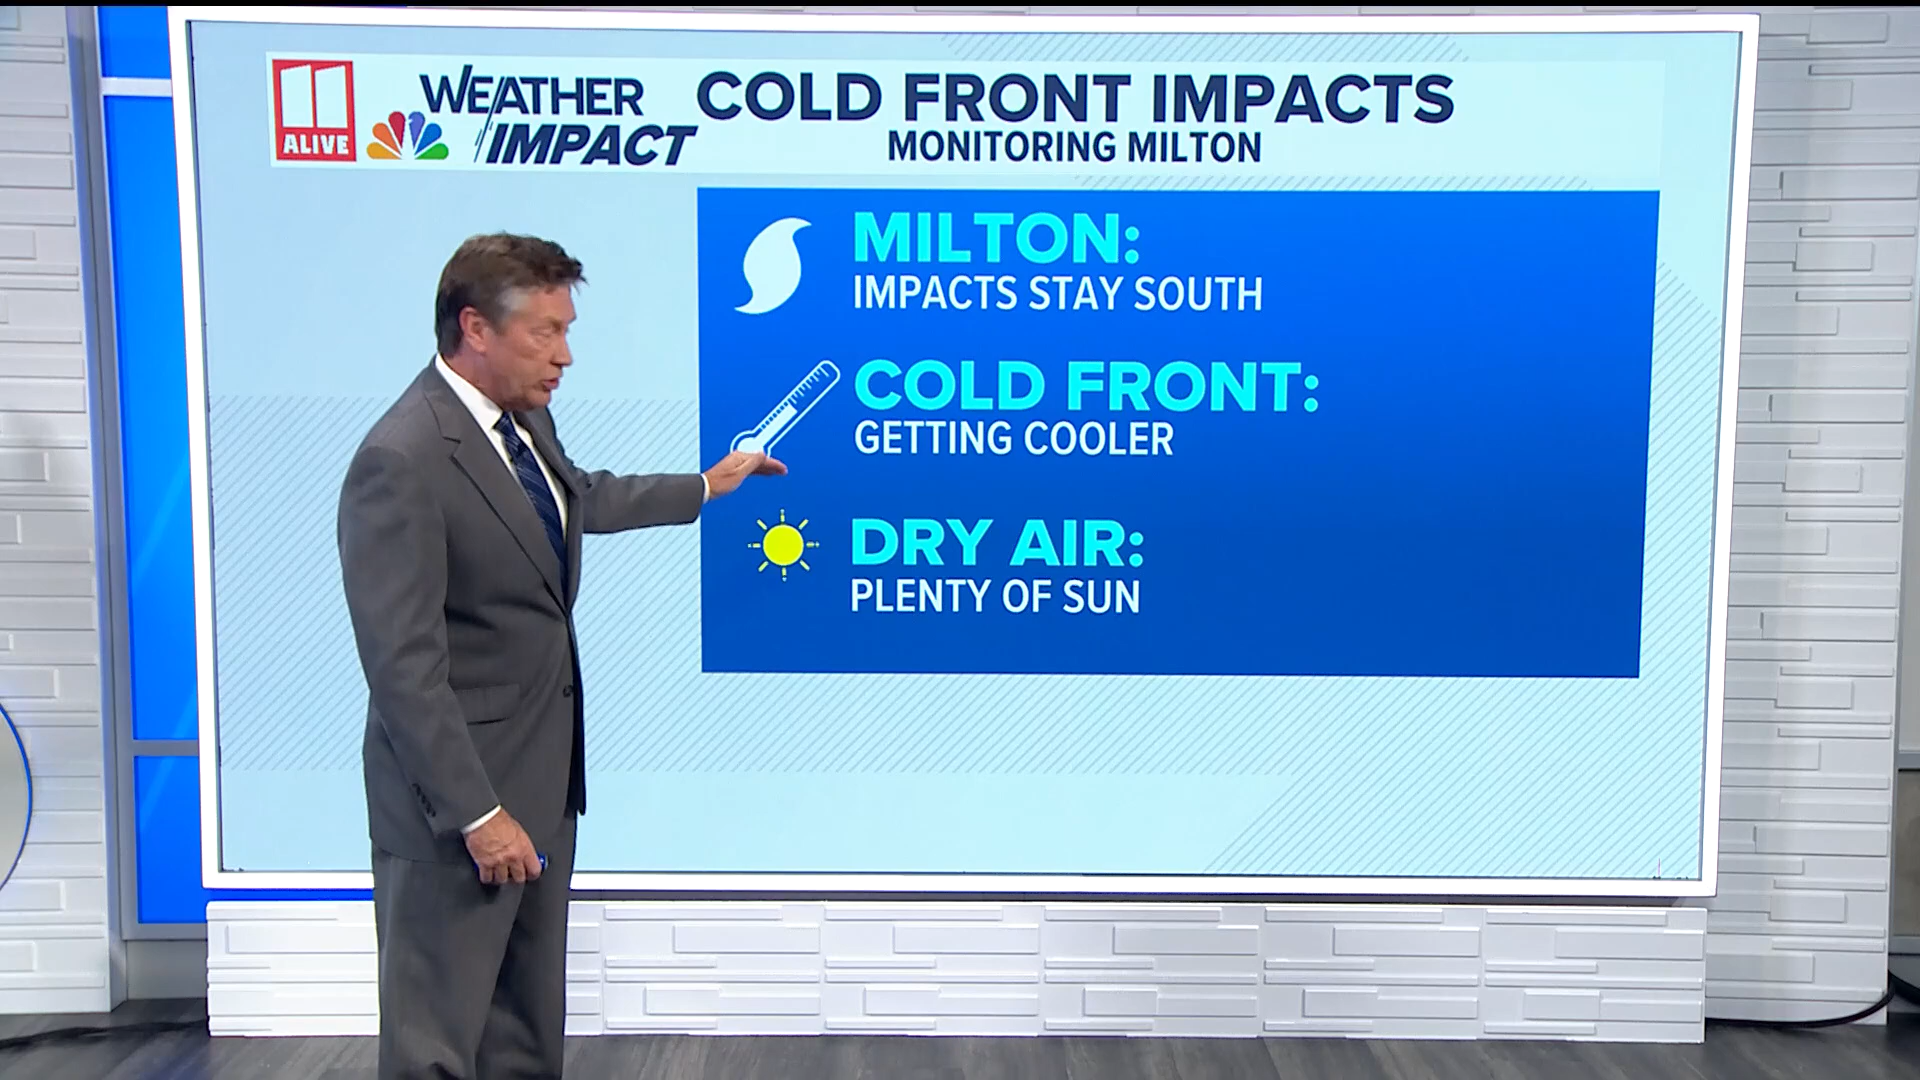 11
ALIVE
WEATHER
IMPACT
COLD FRONT IMPACTS
MONITORING MILTON
MILTON:
IMPACTS STAY SOUTH
COLD FRONT:
GETTING COOLER
DRY AIR:
PLENTY OF SUN